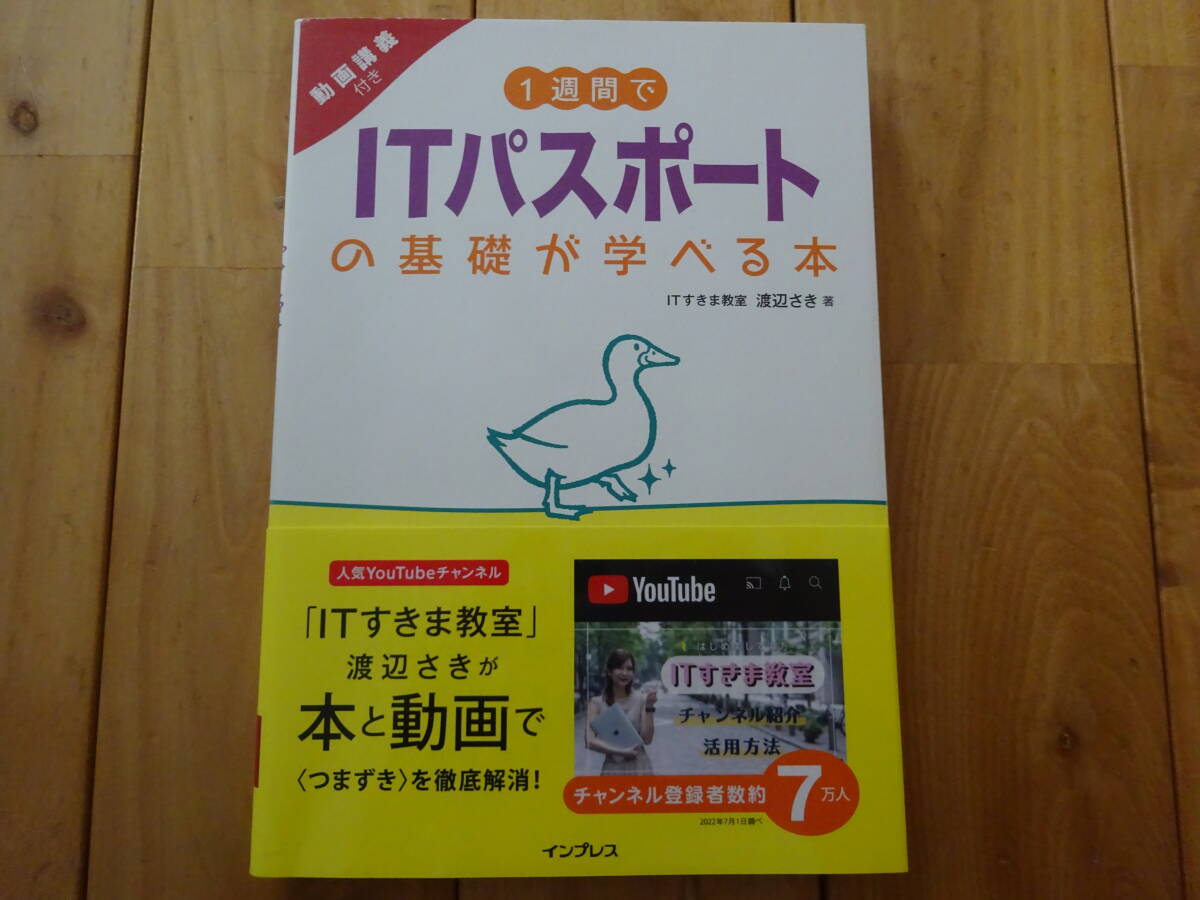 動画講義
付き
1週間で
ITパスポート
の基礎が学べる本
ITすきま教室 渡辺さき 著
人気YouTubeチャンネル
「ITすきま教室」
渡辺さきが
本と動画で
〈つまずき〉を徹底解消!
YouTube
ITすきま教室
チャンネル紹介
活用方法
チャンネル登録者数約
7万人
2022年7月1日調べ
インプレス